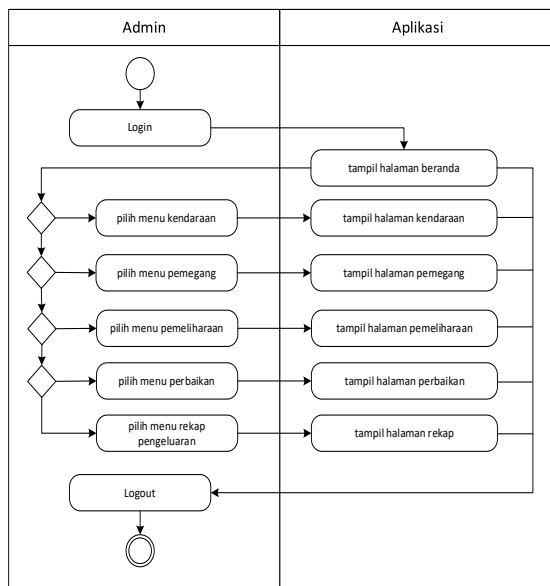 Admin
Aplikasi
Login
tampil halaman beranda
pilih menu kendaraan
tampil halaman kendaraan
pilih menu pemegang
tampil halaman pemegang
pilih menu pemeliharaan
tampil halaman pemeliharaan
pilih menu perbaikan
tampil halaman perbaikan
pilih menu rekap
pengeluaran
tampil halaman rekap
Logout